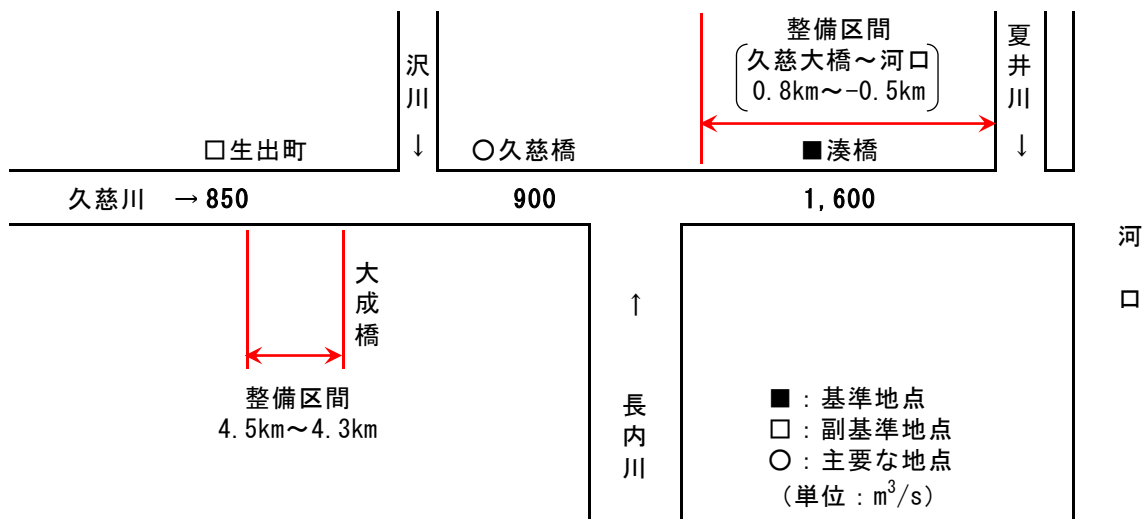 整備区間
久慈大橋～河口
0.8km～-0.5km
沢川
↓
夏井川
↓
□生出町
○久慈橋
■湊橋
久慈川 →850
900
1,600
河口
大成橋
整備区間
4.5km～4.3km
↑
長内川
■：基準地点
□：副基準地点
○：主要な地点
（単位：m³/s）